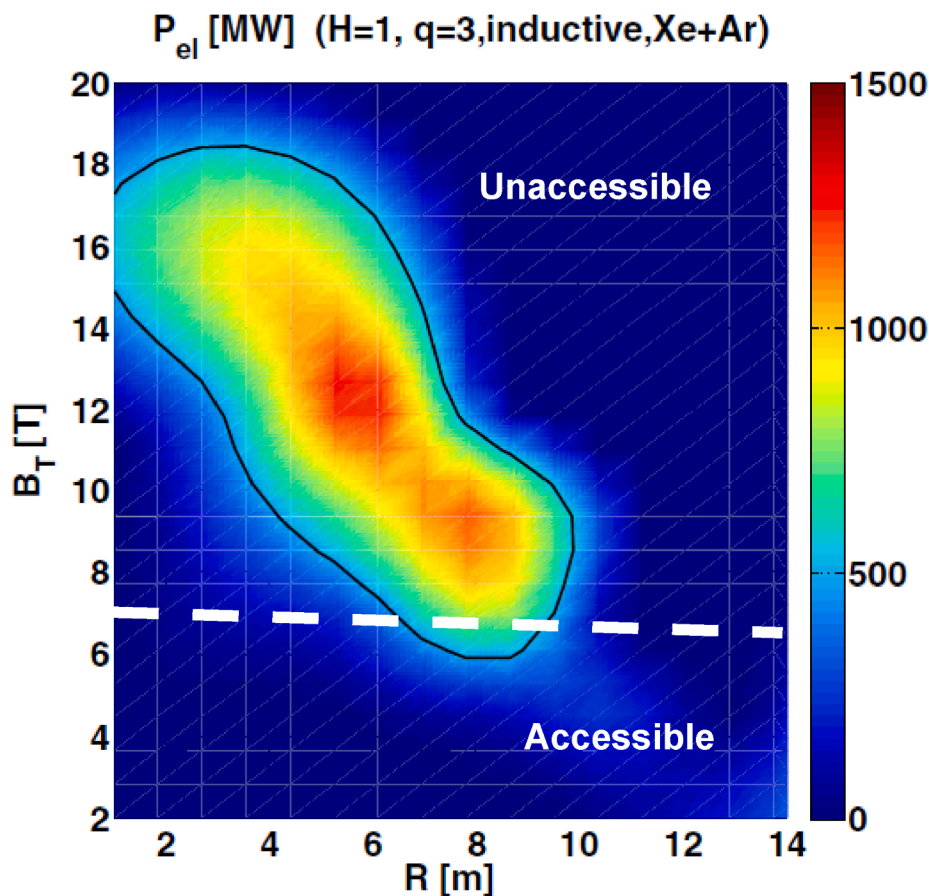 P_el [MW] (H=1, q=3,inductive,Xe+Ar)
20
18
16
14
12
10
8
6
4
2
B_T [T]
Unaccessible
Accessible
1500
1000
500
0
2 4 6 8 10 12 14
R [m]